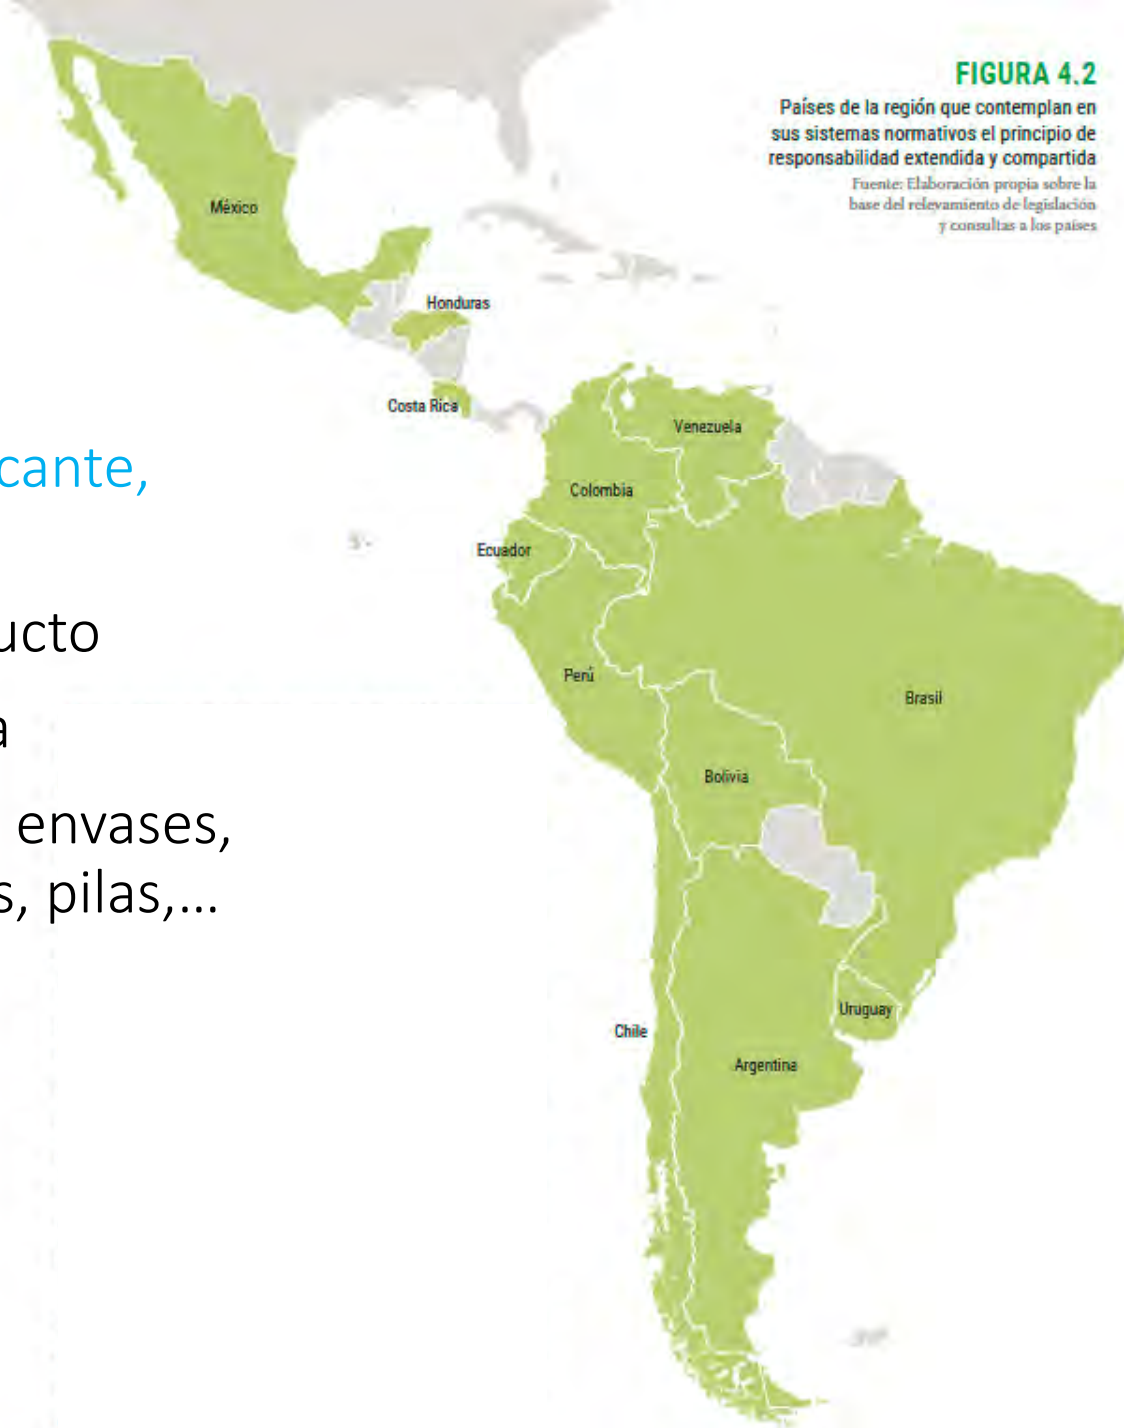 FIGURA 4.2
Países de la región que contemplan en
sus sistemas normativos el principio de
responsabilidad extendida y compartida
Fuente: Elaboración propia sobre la
base del relevamiento de legislación
y consultas a los países
México
Honduras
Costa Rica
Venezuela
cante,
Colombia
Ecuador
ucto
Perú
Brasil
a
Bolivia
envases,
s, pilas,...
Uruguay
Chile
Argentina